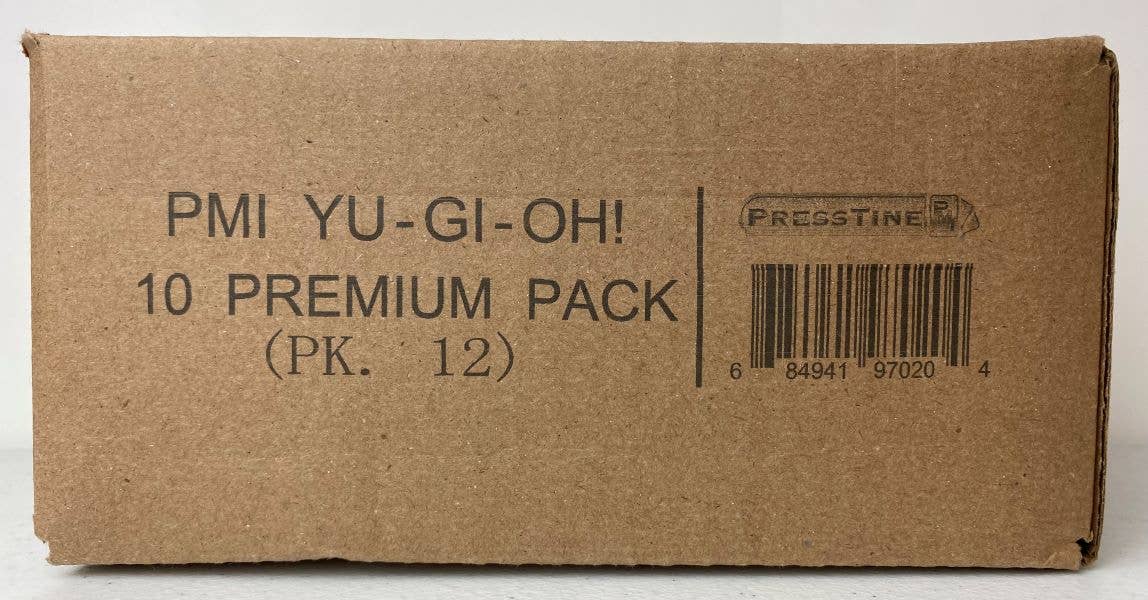 PMI YU-GI-OH!
10 PREMIUM PACK
(PK. 12)
PRESSTINE
6 84941 97020 4